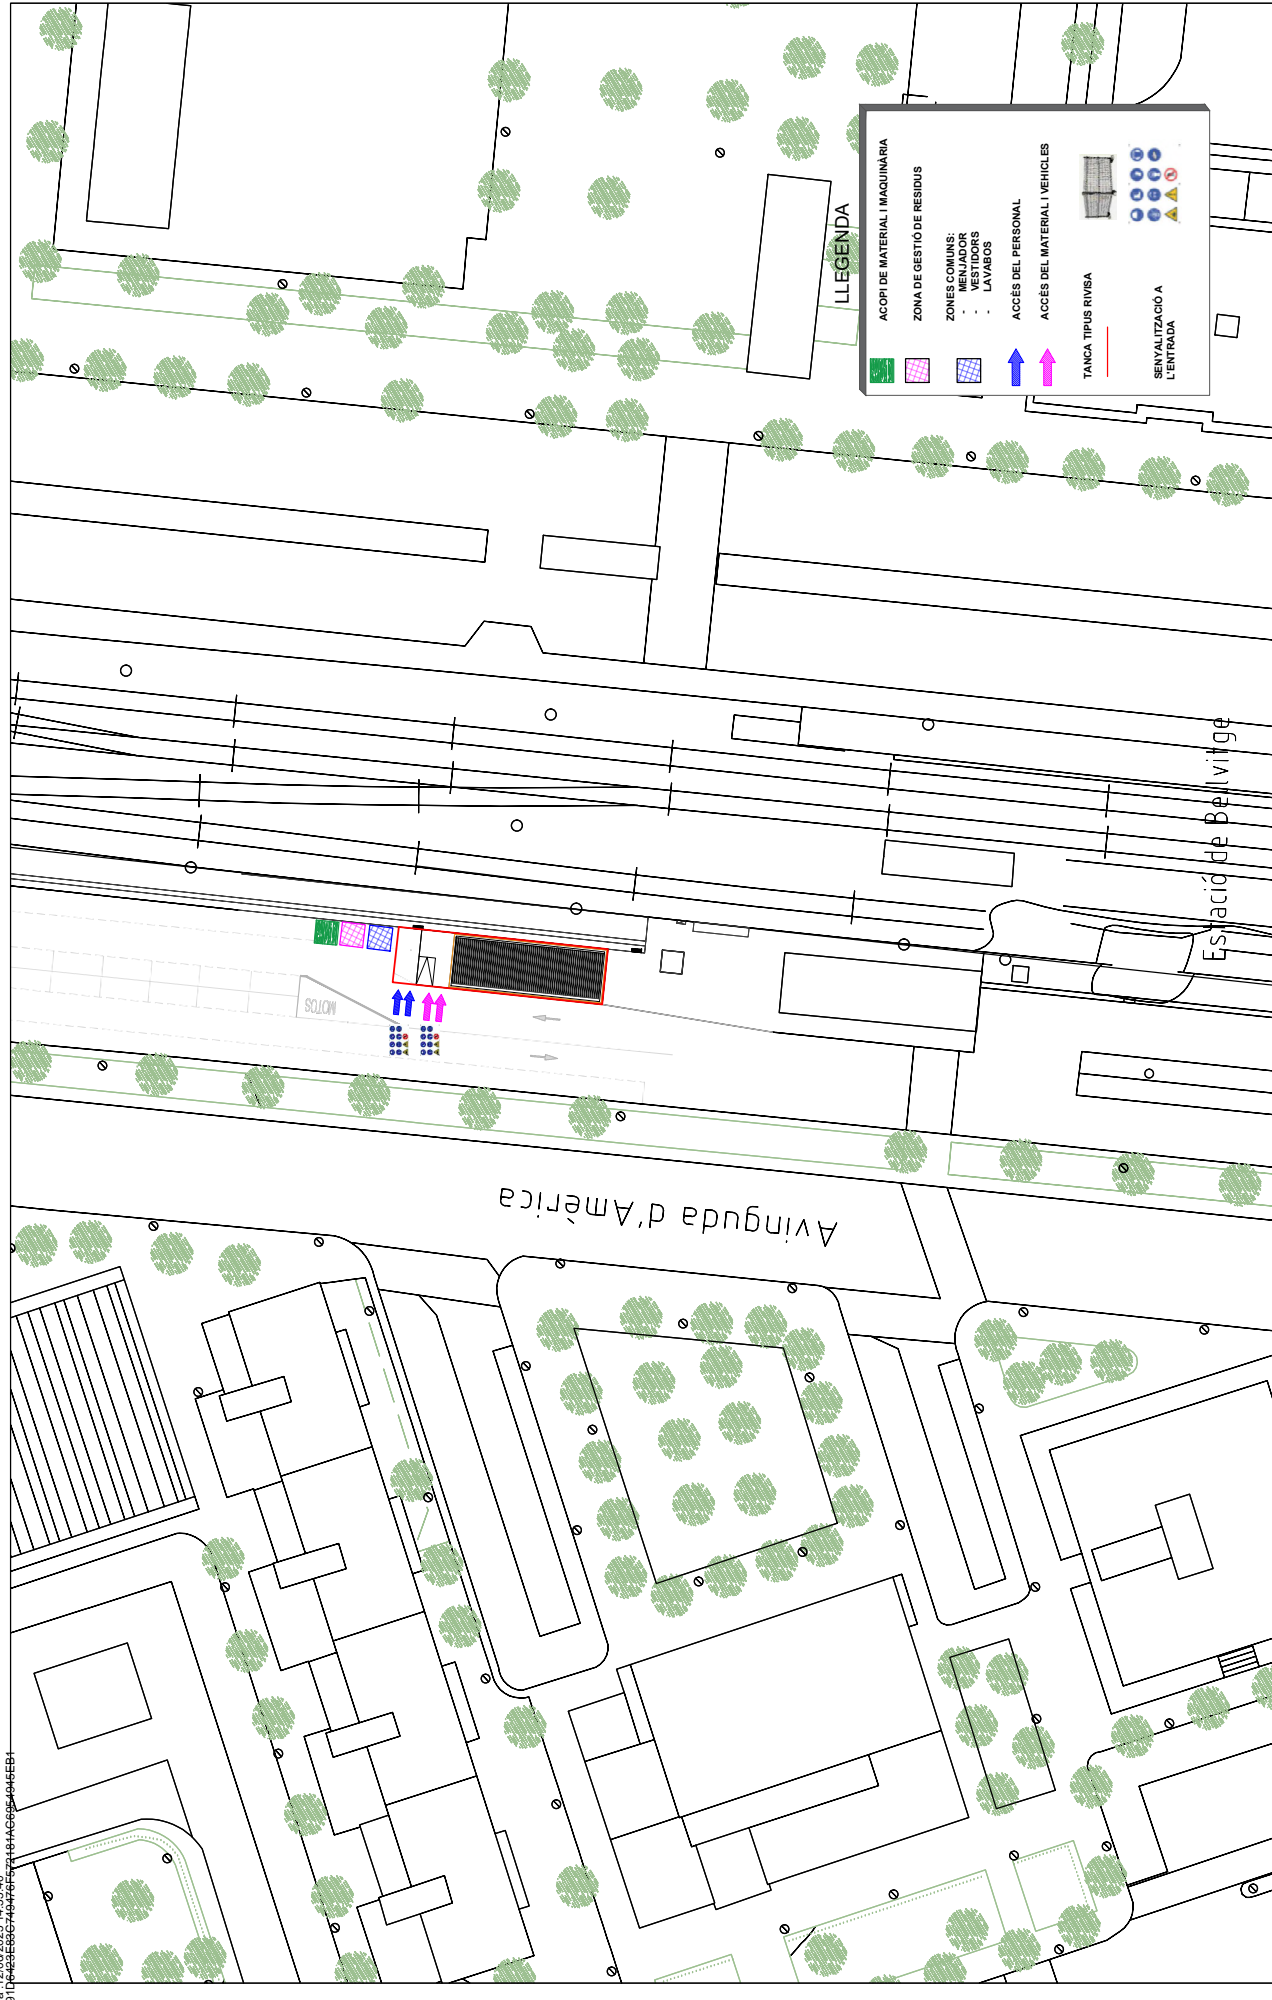 LLEGENDA
ACOPI DE MATERIAL I MAQUINÀRIA
ZONA DE GESTIÓ DE RESIDUS
ZONES COMUNS:
- MENJADOR
- VESTIDORS
- LAVABOS
ACCÉS DEL PERSONAL
ACCÉS DEL MATERIAL I VEHICLES
TANCA TIPUS RIVISA
SENYALITZACIÓ A
L'ENTRADA
Estació de Bellvitge
MOTOS
Avinguda d'Amèrica